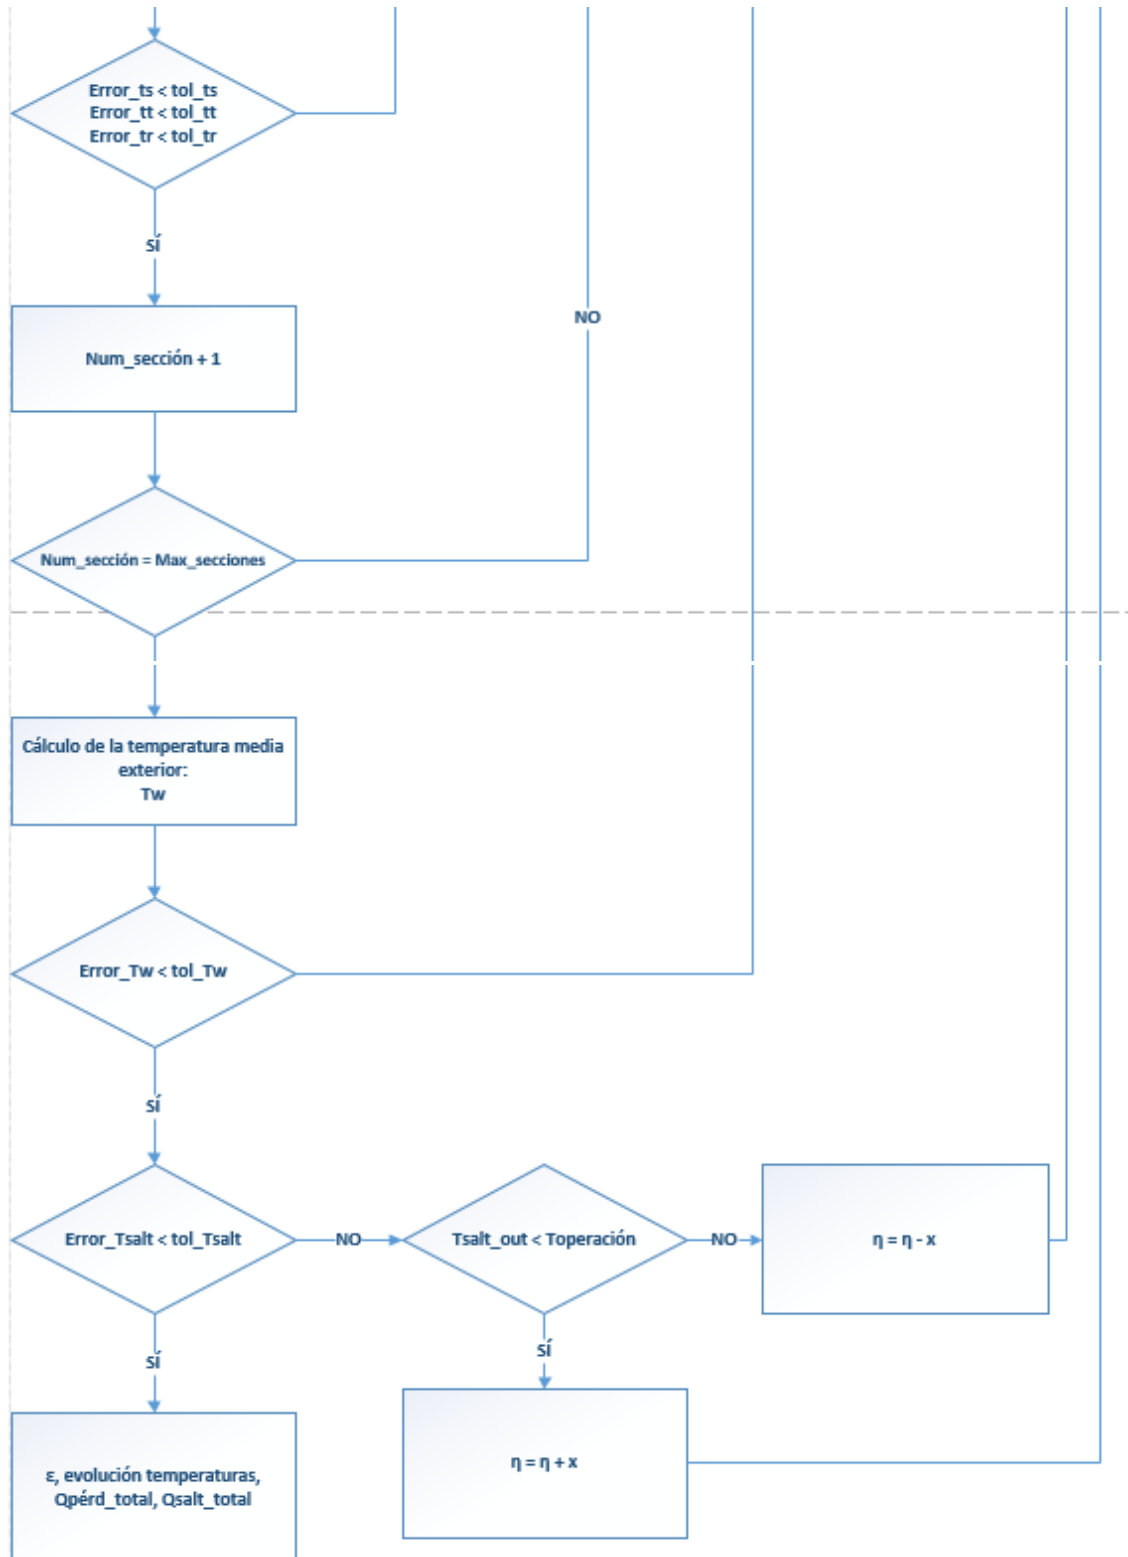 Error_ts < tol_ts
Error_tt < tol_tt
Error_tr < tol_tr
SÍ
NO
Num_sección + 1
Num_sección = Max_secciones
Cálculo de la temperatura media
exterior:
Tw
Error_Tw < tol_Tw
SÍ
Error_Tsalt < tol_Tsalt
NO
Tsalt_out < Toperación
NO
η = η - x
SÍ
SÍ
ε, evolución temperaturas,
Qpérd_total, Qsalt_total
η = η + x